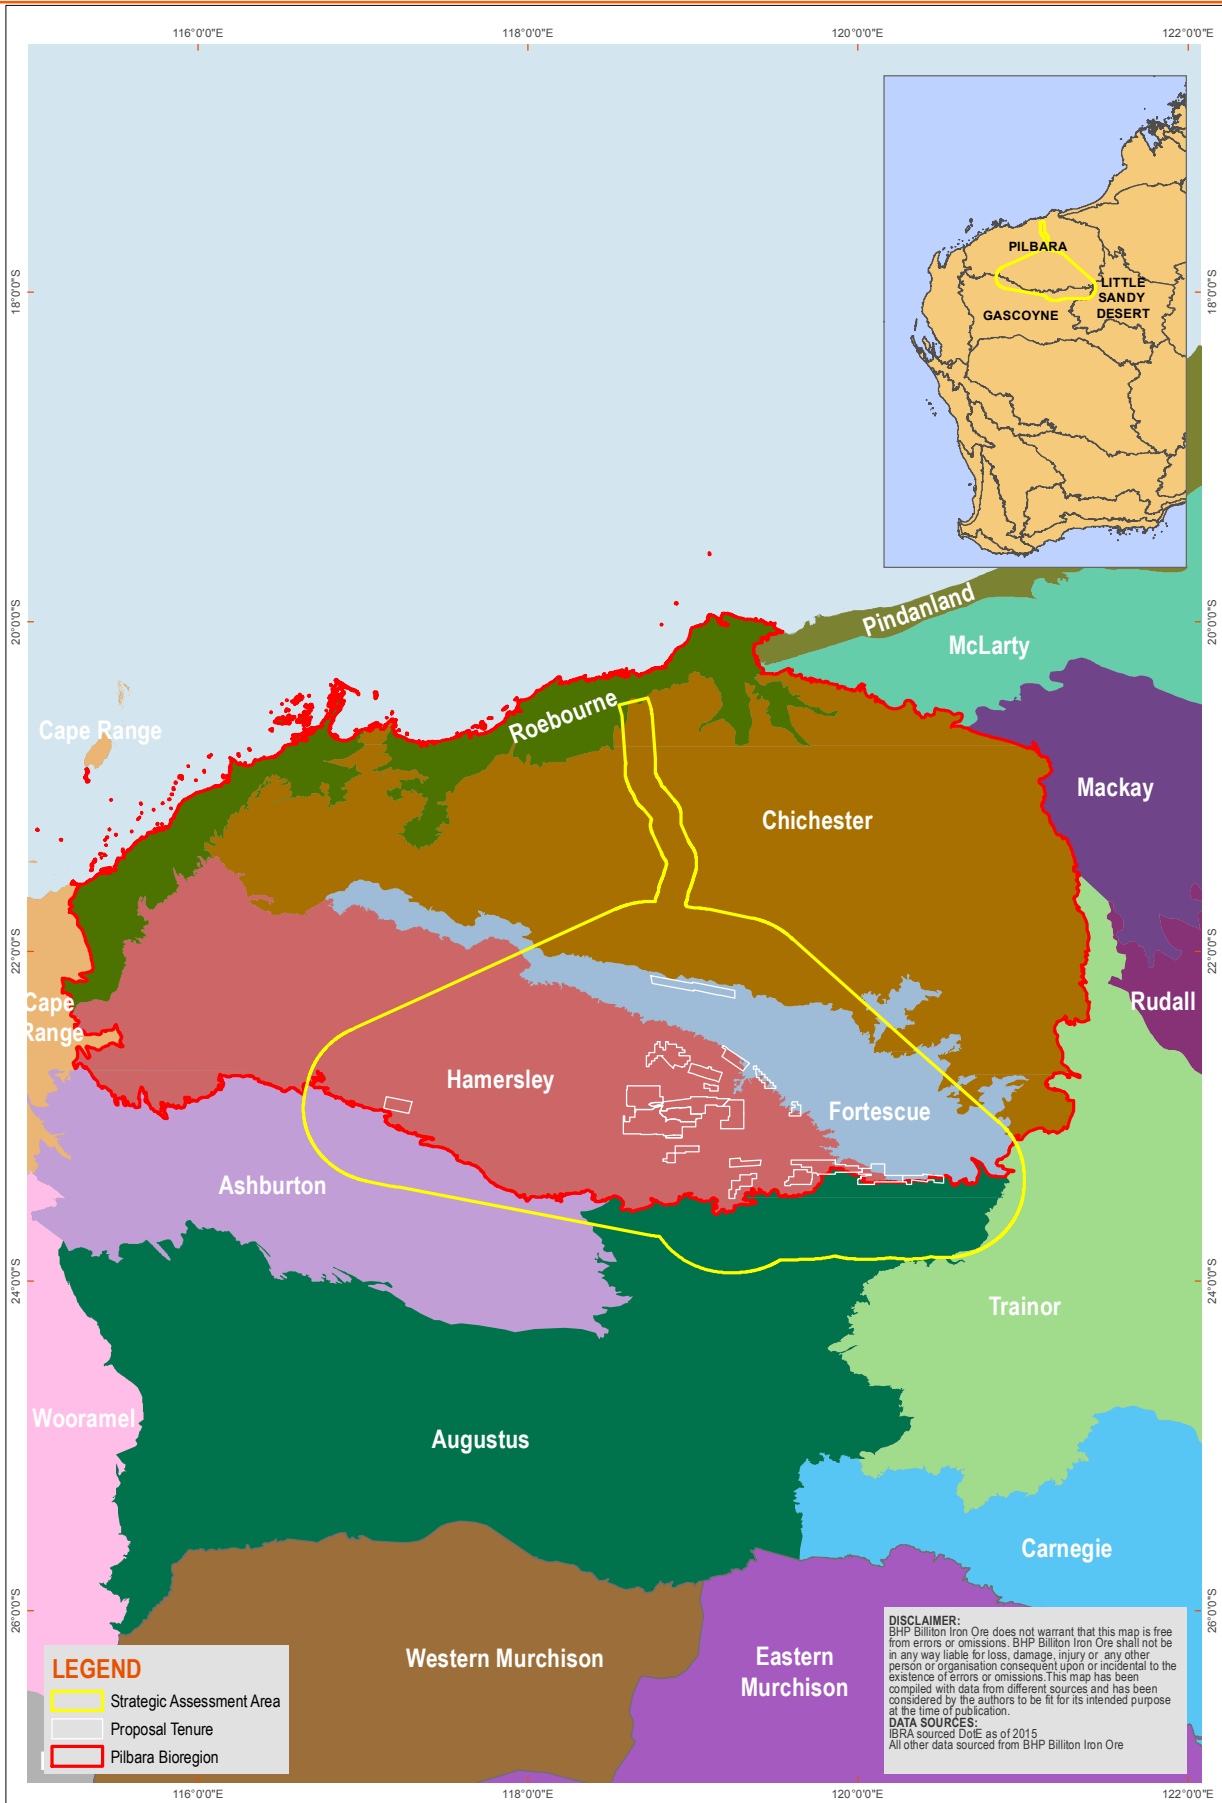 116°0'0"E
118°0'0"E
120°0'0"E
122°0'0"E
18°0'0"S
18°0'0"S
PILBARA
LITTLE
SANDY
DESERT
GASCOYNE
20°0'0"S
20°0'0"S
Pindanland
McLarty
Cape Range
Roebourne
Mackay
Chichester
22°0'0"S
22°0'0"S
Cape
Range
Rudall
Hamersley
Fortescue
Ashburton
24°0'0"S
24°0'0"S
Trainor
Wooramel
Augustus
Carnegie
26°0'0"S
26°0'0"S
Western Murchison
Eastern
Murchison
LEGEND
Strategic Assessment Area
Proposal Tenure
Pilbara Bioregion
DISCLAIMER:
BHP Billiton Iron Ore does not warrant that this map is free
from errors or omissions. BHP Billiton Iron Ore shall not be
in any way liable for loss, damage, injury or any other
person or organisation consequent upon or incidental to the
existence of errors or omissions.This map has been
compiled with data from different sources and has been
considered by the authors to be fit for its intended purpose
at the time of publication.
DATA SOURCES:
IBRA sourced DotE as of 2015
All other data sourced from BHP Billiton Iron Ore
116°0'0"E
118°0'0"E
120°0'0"E
122°0'0"E